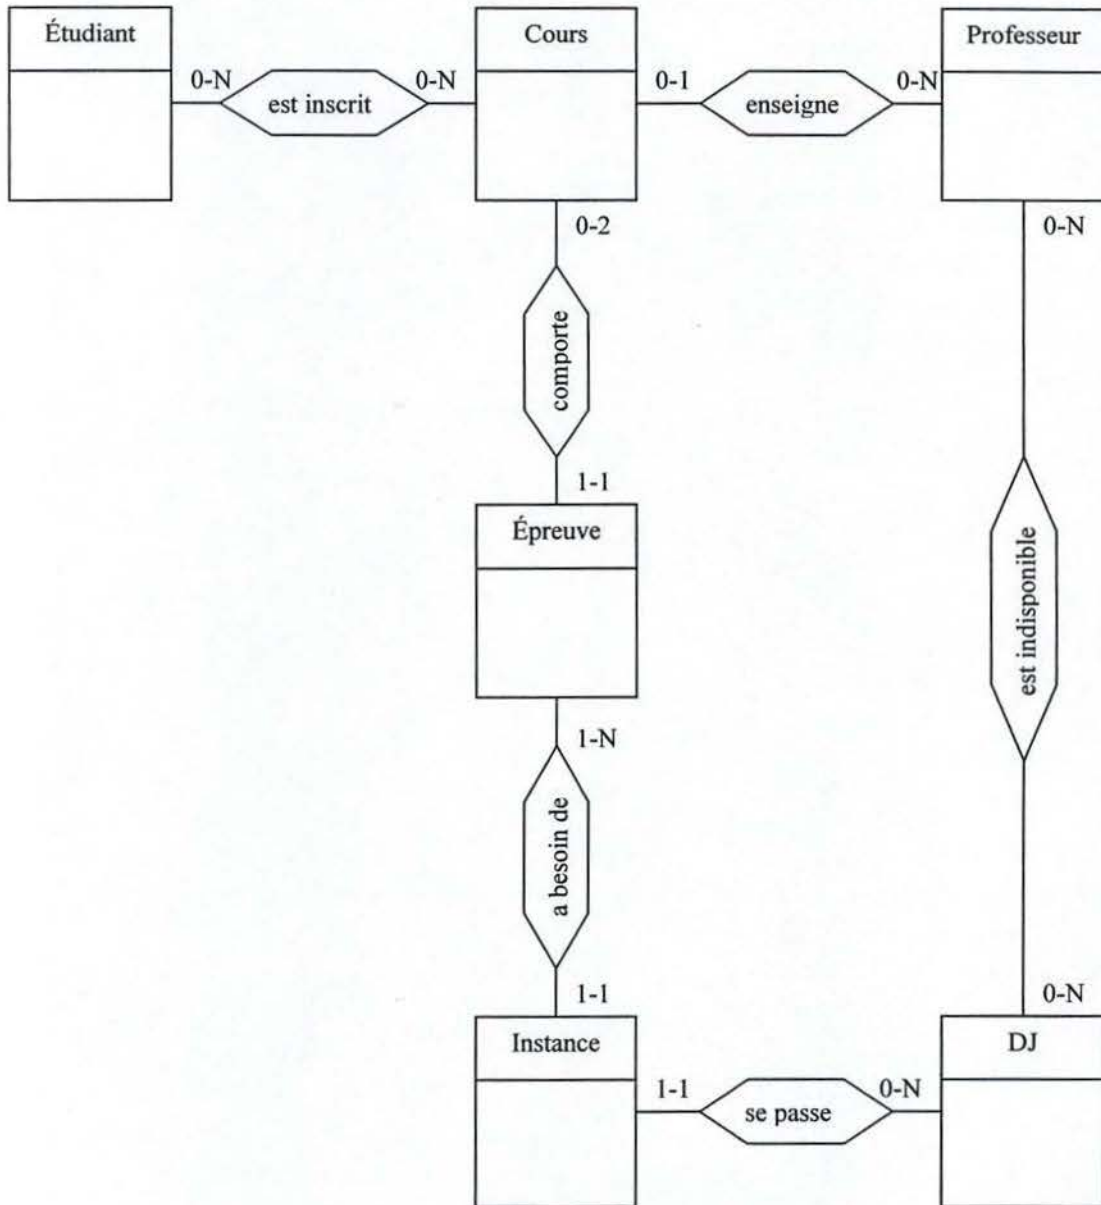 Étudiant
Cours
Professeur
0-N
est inscrit
0-N
0-1
enseigne
0-N
0-2
0-N
comporte
1-1
Épreuve
est indisponible
1-N
a besoin de
1-1
0-N
Instance
DJ
1-1
se passe
0-N